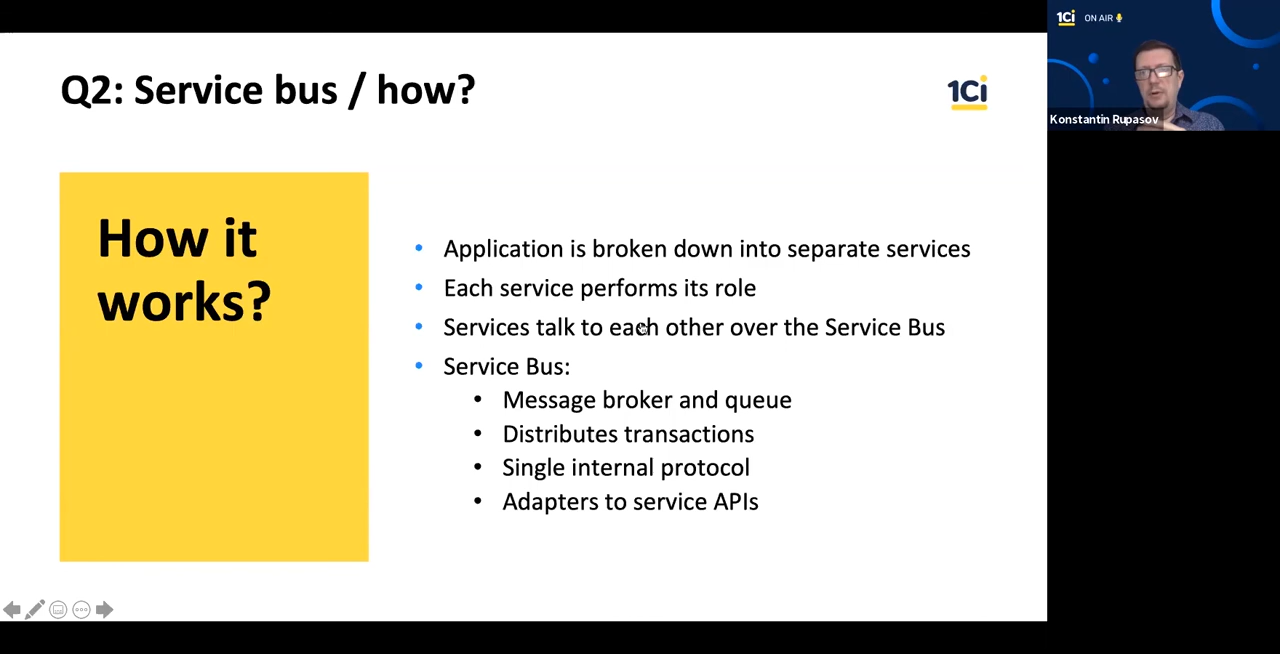 Q2: Service bus / how?
1Ci
1Ci ON AIR
Konstantin Rupasov
How it
works?
• Application is broken down into separate services
• Each service performs its role
• Services talk to each other over the Service Bus
• Service Bus:
• Message broker and queue
• Distributes transactions
• Single internal protocol
• Adapters to service APIs